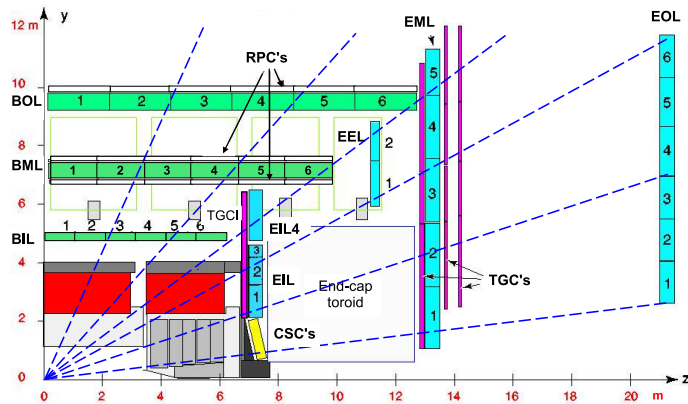 12 m
y
EML
EOL
RPC's
10
BOL
1 2 3 4 5 6
5
6
5
8
EEL
2
4
4
BML
1 2 3 4 5 6
1
6
TGCI
3
3
EIL4
BIL
1 2 3 4 5 6
4
3
2
EIL
1
2
2
End-cap
toroid
TGC's
1
2
CSC's
1
0
0 2 4 6 8 10 12 14 16 18 20
m
z